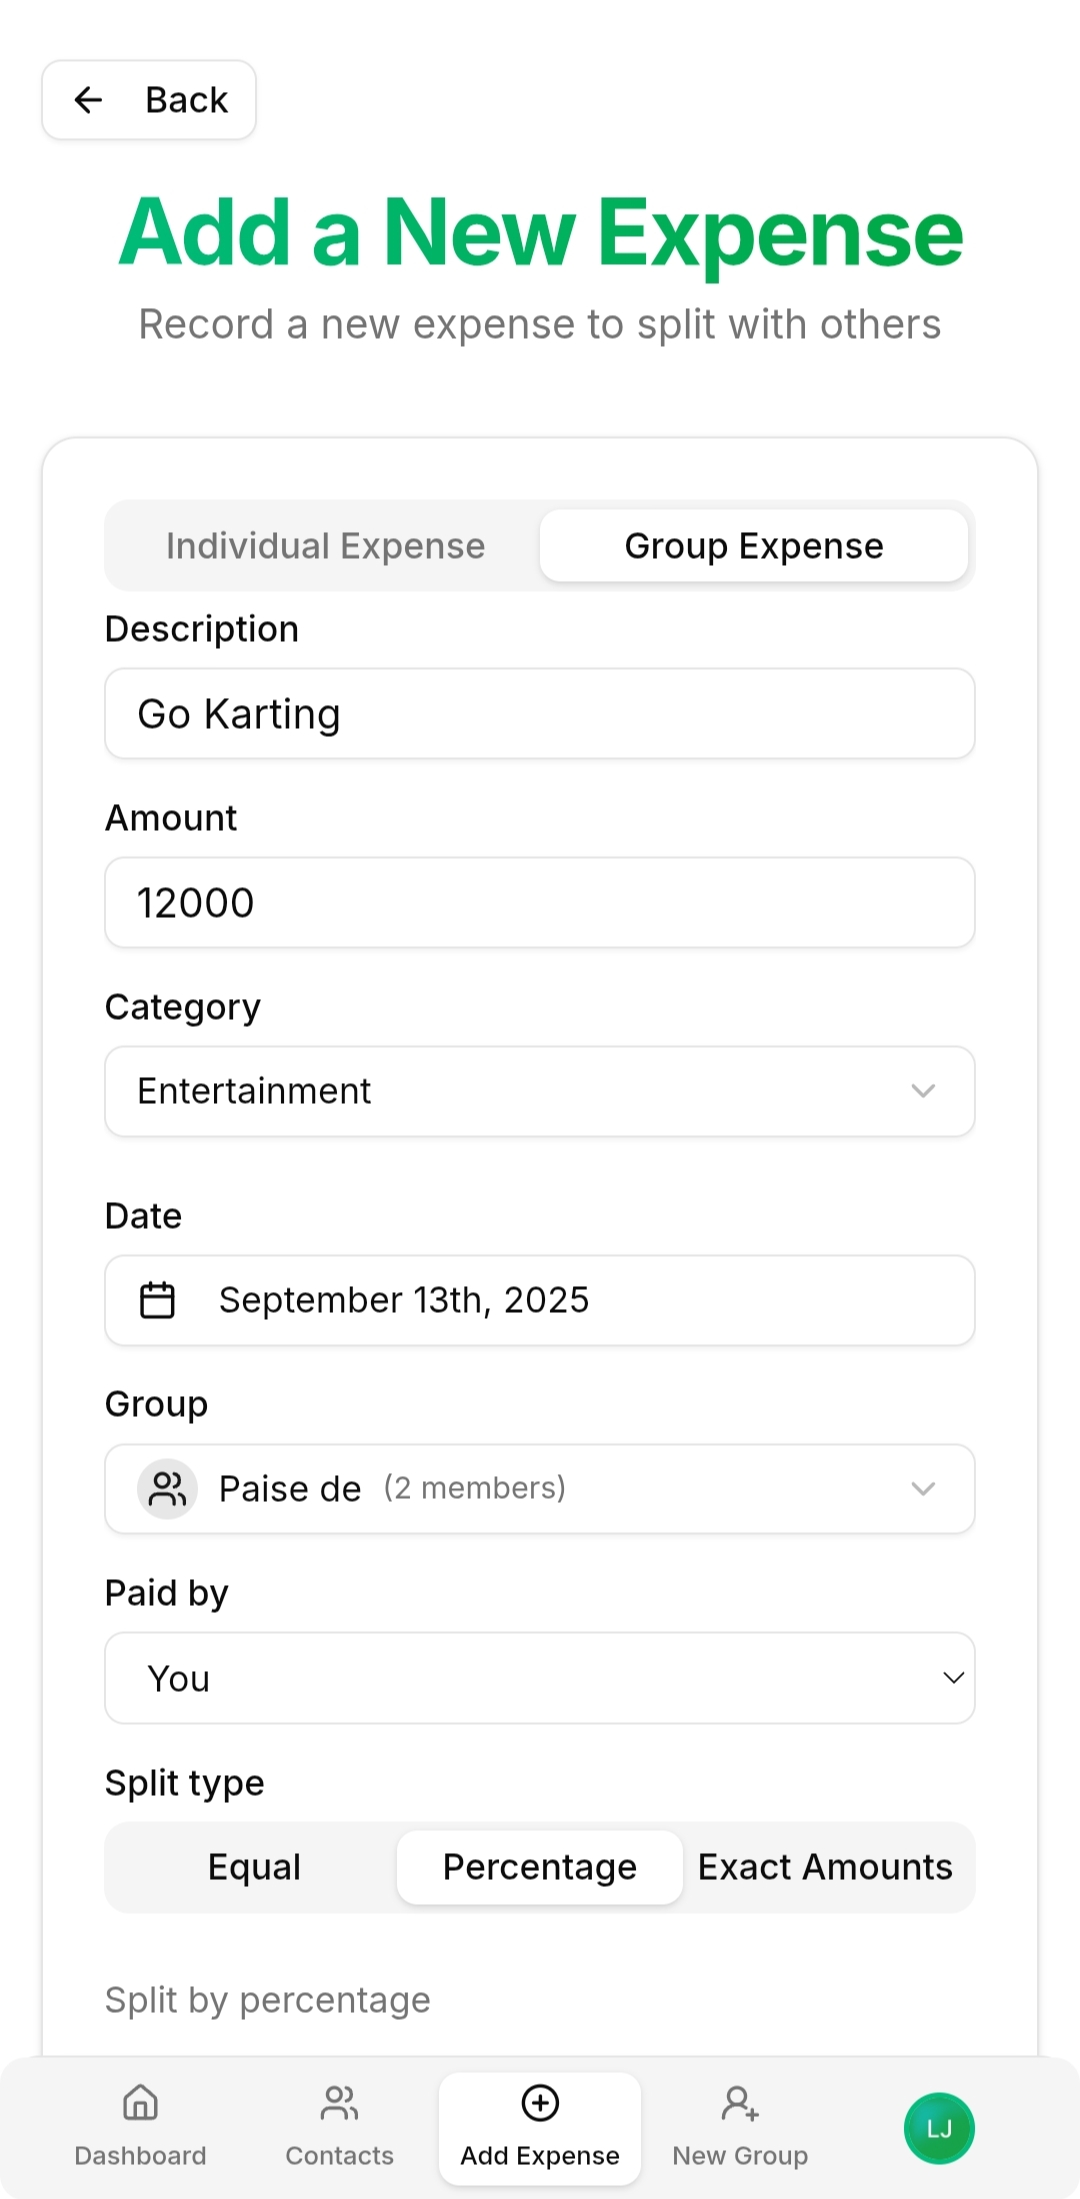 Back
Add a New Expense
Record a new expense to split with others
Individual Expense Group Expense
Description
Go Karting
Amount
12000
Category
Entertainment
Date
September 13th, 2025
Group
Paise de (2 members)
Paid by
You
Split type
Equal Percentage Exact Amounts
Split by percentage
Dashboard Contacts Add Expense New Group LJ